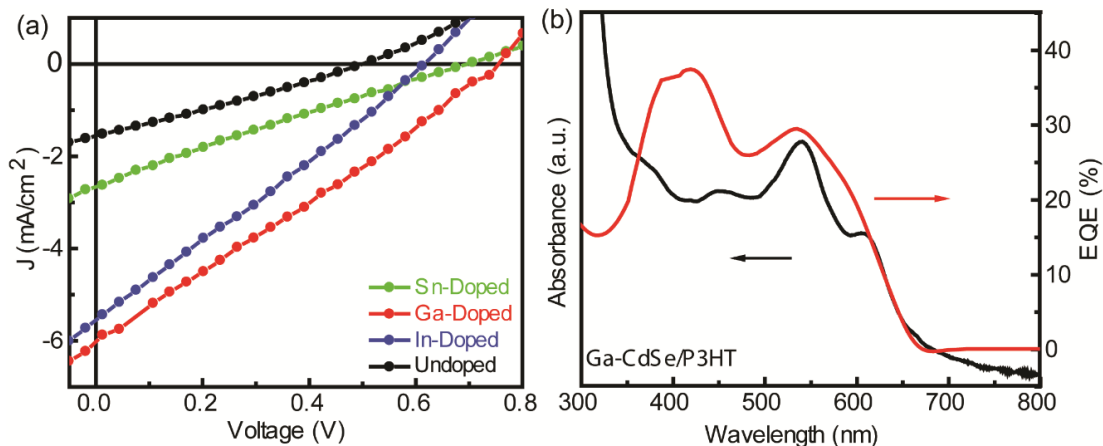 (a)
0
-2
-4
-6
J (mA/cm²)
0.0 0.2 0.4 0.6 0.8
Voltage (V)
Sn-Doped
Ga-Doped
In-Doped
Undoped
(b)
Absorbance (a.u.)
Ga-CdSe/P3HT
300 400 500 600 700 800
Wavelength (nm)
40
30
20
10
0
EQE (%)